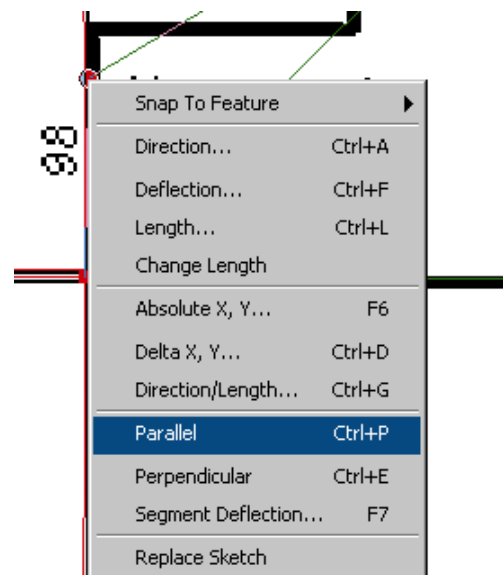 98
Snap To Feature
Direction... Ctrl+A
Deflection... Ctrl+F
Length... Ctrl+L
Change Length
Absolute X, Y... F6
Delta X, Y... Ctrl+D
Direction/Length... Ctrl+G
Parallel Ctrl+P
Perpendicular Ctrl+E
Segment Deflection... F7
Replace Sketch